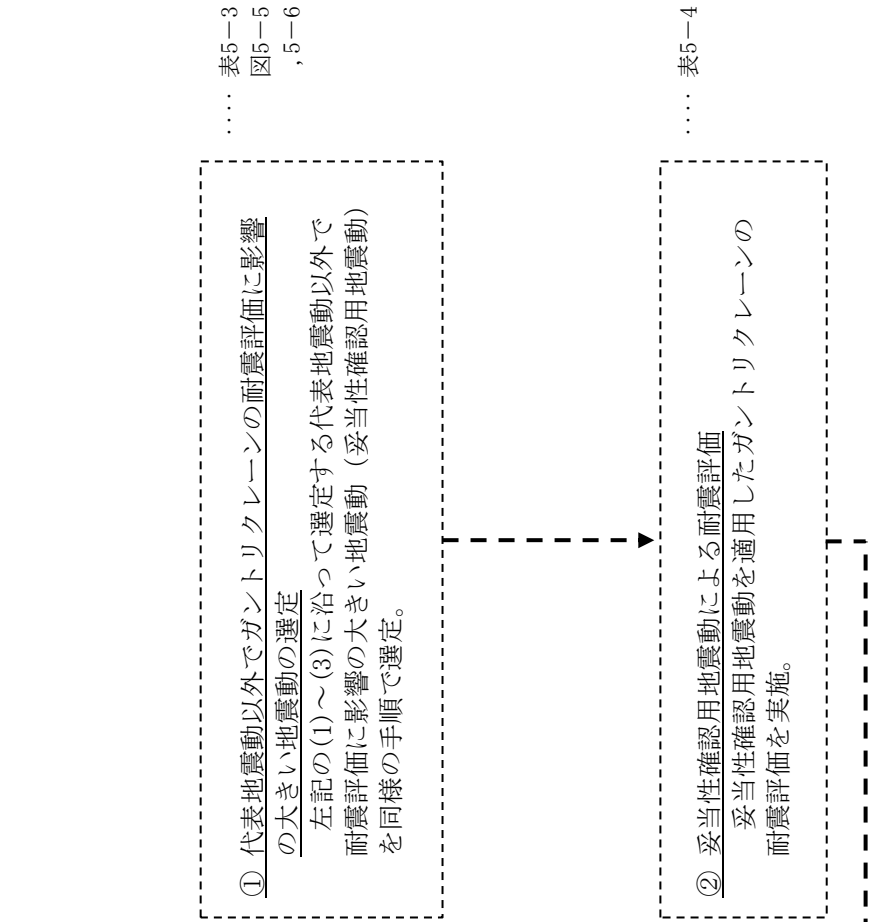 ① 代表地震動以外でガントリクレーンの耐震評価に影響
の大きい地震動の選定
左記の(1)~(3)に沿って選定する代表地震動以外で
耐震評価に影響の大きい地震動(妥当性確認用地震動)
を同様の手順で選定。
‥‥ 表5-3
図5-5
,5-6
② 妥当性確認用地震動による耐震評価
妥当性確認用地震動を適用したガントリクレーンの
耐震評価を実施。
‥‥ 表5-4